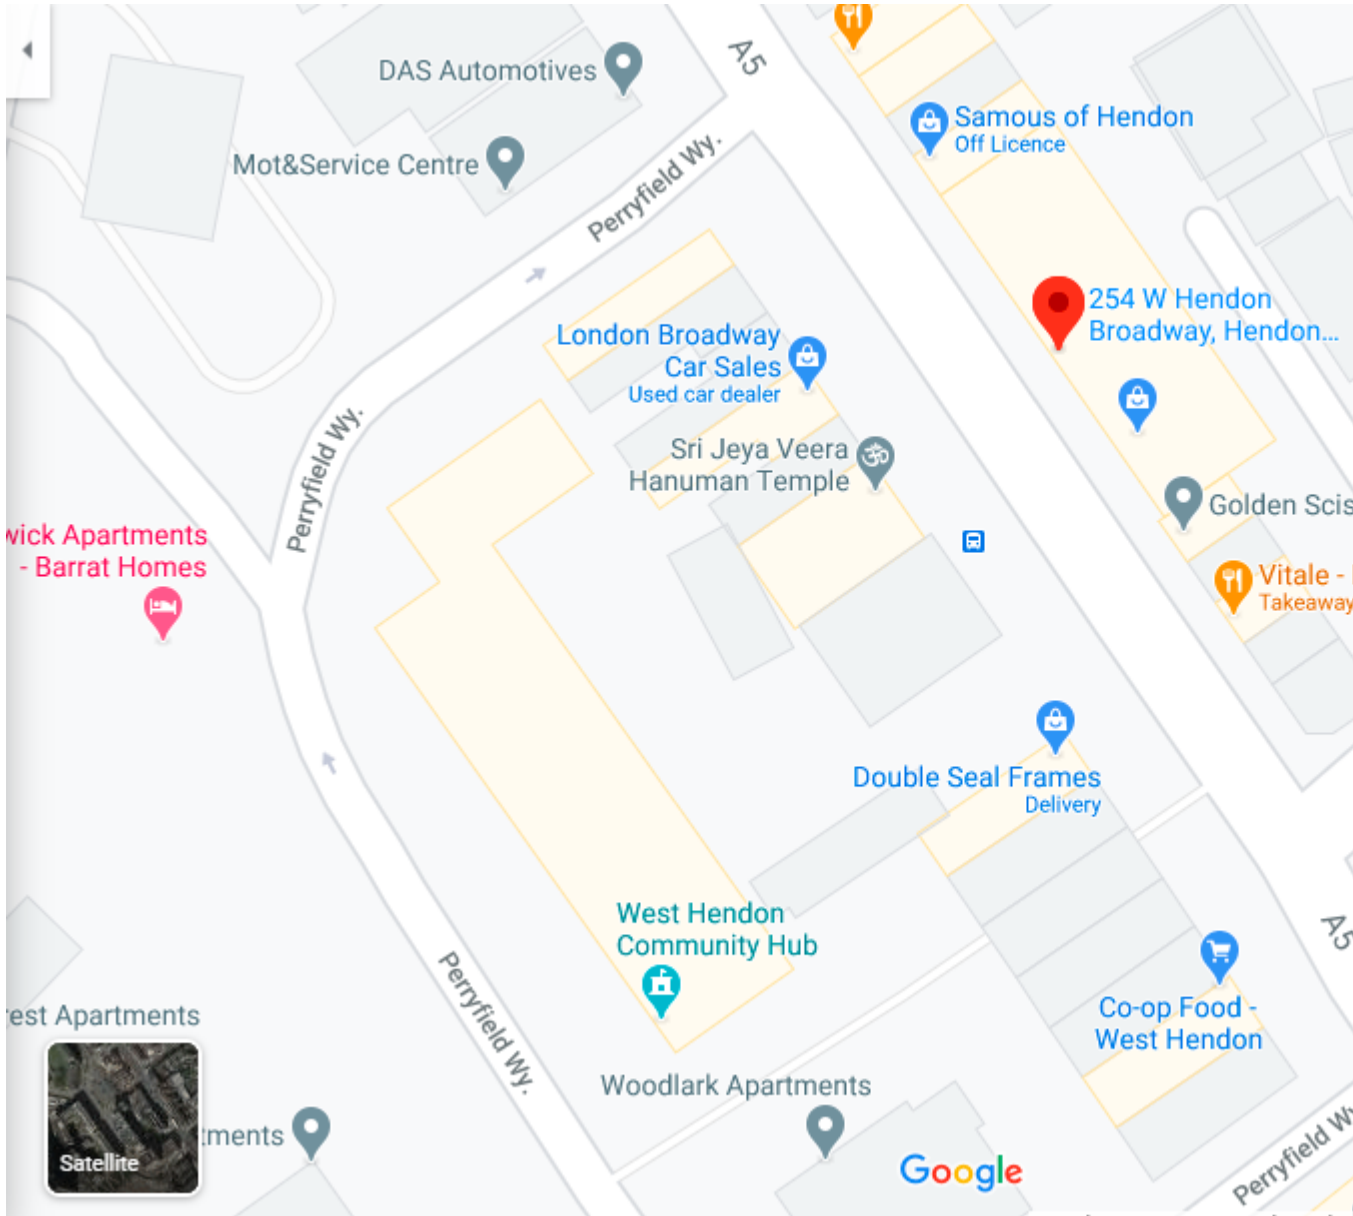 A5
DAS Automotives
Samous of Hendon
Off Licence
Mot&Service Centre
Perryfield Wy.
254 W Hendon
Broadway, Hendon...
London Broadway
Car Sales
Used car dealer
Perryfield Wy.
Sri Jeya Veera
Hanuman Temple
Golden Scis
wick Apartments
- Barrat Homes
Vitale -
Takeaway
Double Seal Frames
Delivery
West Hendon
Community Hub
A5
Perryfield Wy.
Co-op Food -
West Hendon
rest Apartments
Woodlark Apartments
tments
Satellite
Google
Perryfield Wy